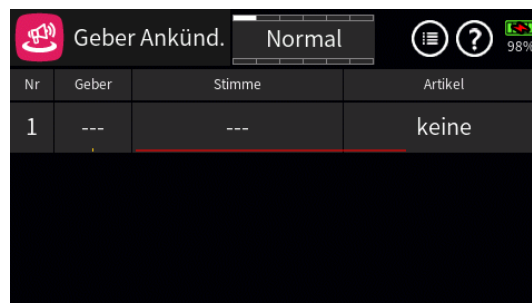 Geber Ankünd. Normal ? 98%
Nr Geber Stimme Artikel
1 --- --- keine